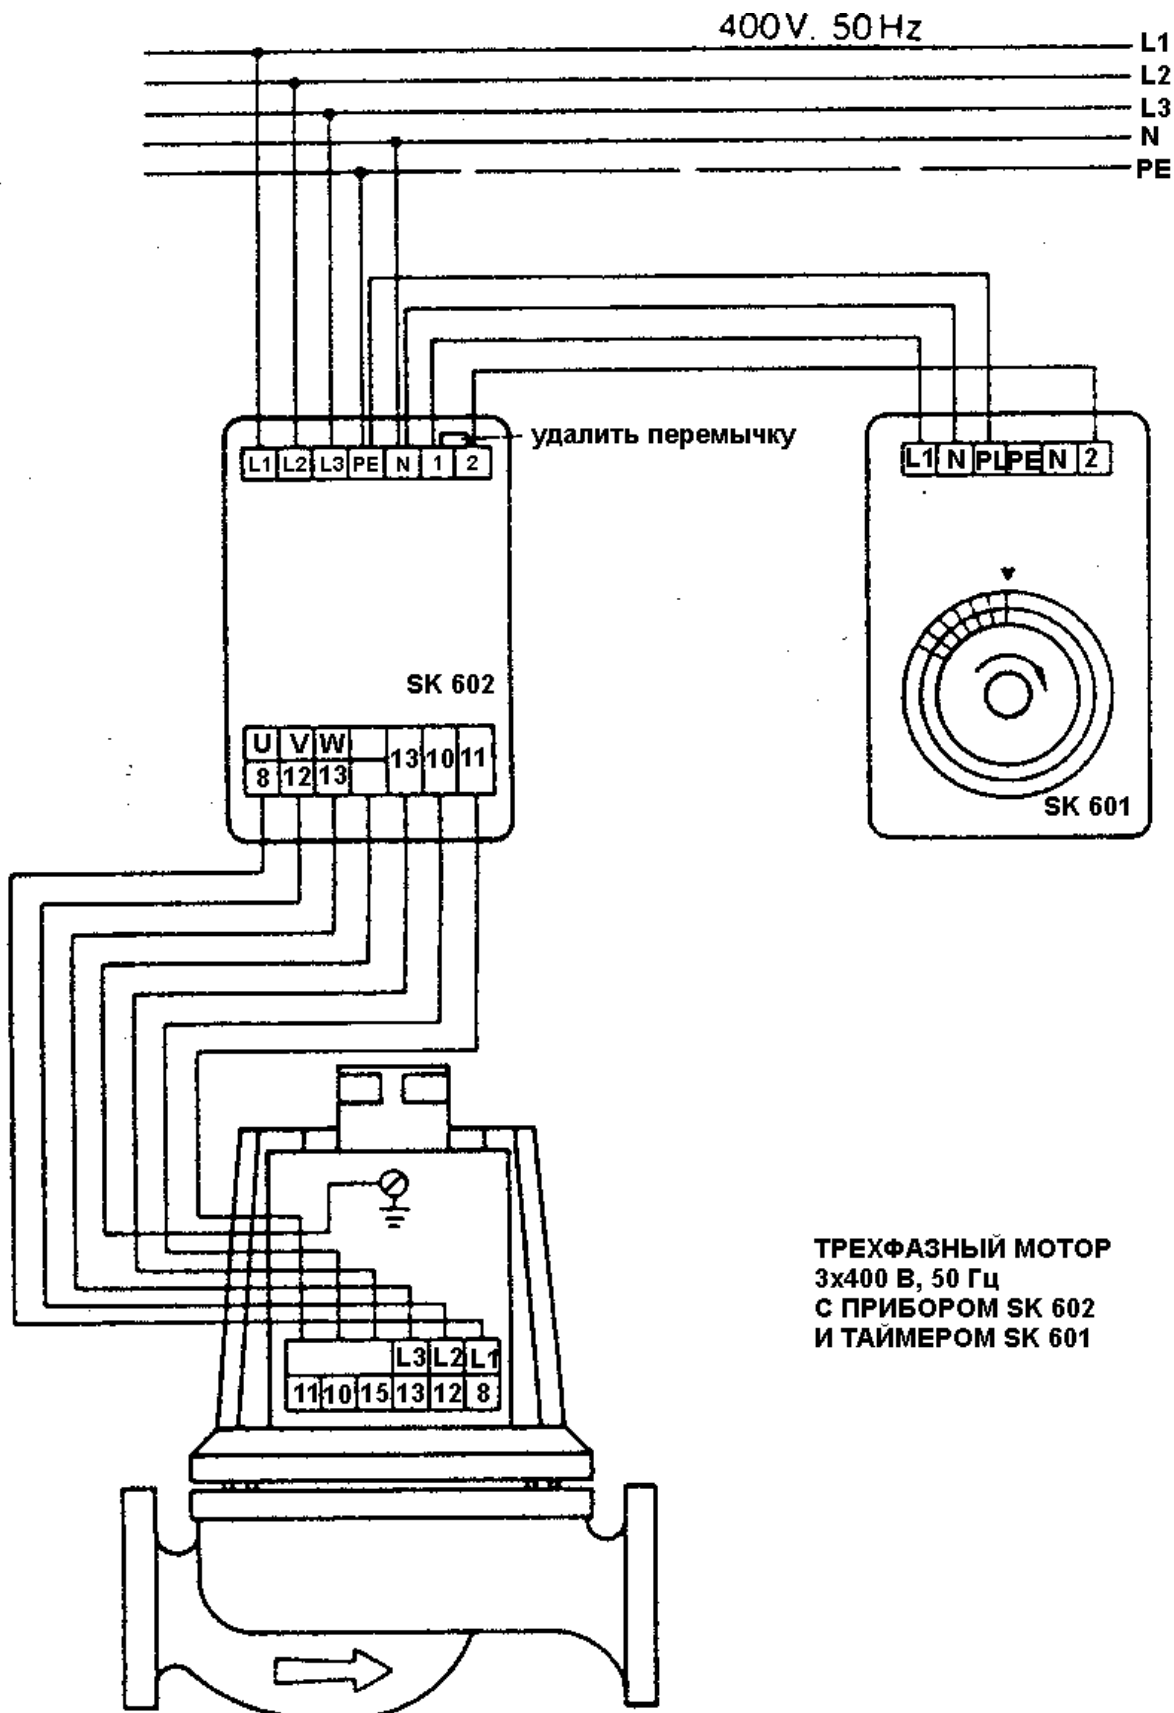 400V. 50Hz
L1
L2
L3
N
PE
удалить перемычку
L1 L2 L3 PE N 1 2
L1 N PL PE N 2
SK 602
U V W
8 12 13 13 10 11
SK 601
ТРЕХФАЗНЫЙ МОТОР
3x400 В, 50 Гц
С ПРИБОРОМ SK 602
И ТАЙМЕРОМ SK 601
L3 L2 L1
11 10 15 13 12 8